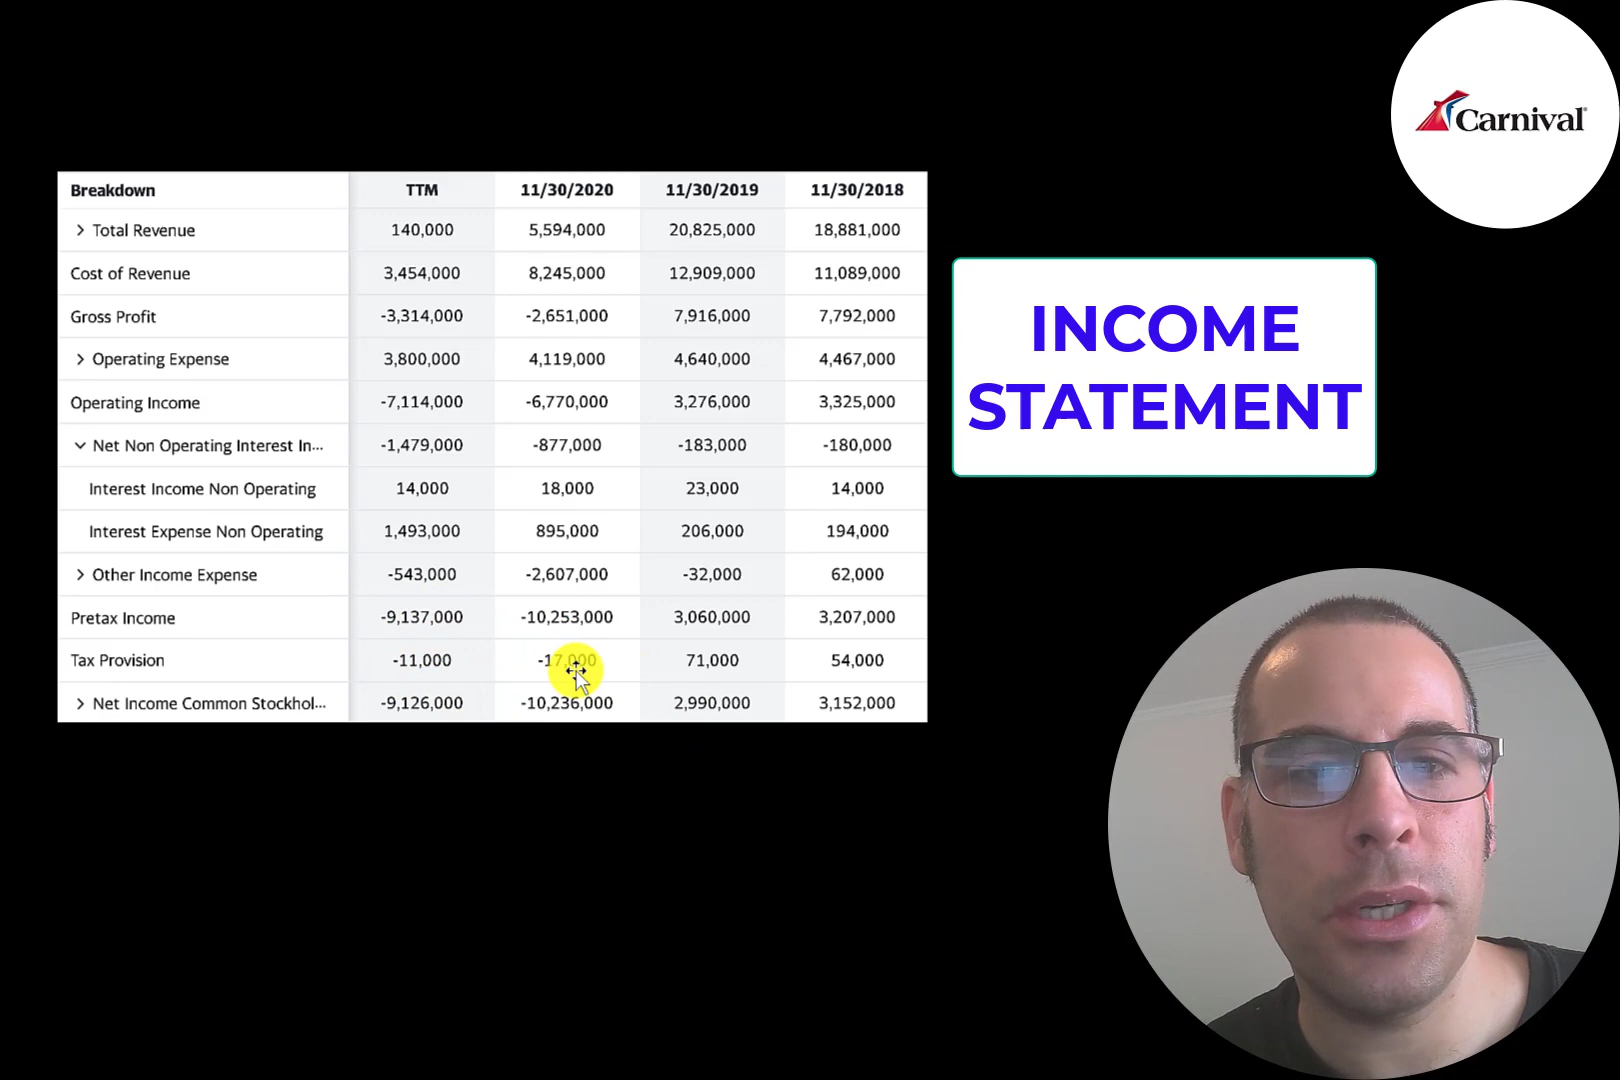 Carnival®
Breakdown TTM 11/30/2020 11/30/2019 11/30/2018
Total Revenue 140,000 5,594,000 20,825,000 18,881,000
Cost of Revenue 3,454,000 8,245,000 12,909,000 11,089,000
Gross Profit -3,314,000 -2,651,000 7,916,000 7,792,000
Operating Expense 3,800,000 4,119,000 4,640,000 4,467,000
Operating Income -7,114,000 -6,770,000 3,276,000 3,325,000
Net Non Operating Interest In... -1,479,000 -877,000 -183,000 -180,000
Interest Income Non Operating 14,000 18,000 23,000 14,000
Interest Expense Non Operating 1,493,000 895,000 206,000 194,000
Other Income Expense -543,000 -2,607,000 -32,000 62,000
Pretax Income -9,137,000 -10,253,000 3,060,000 3,207,000
Tax Provision -11,000 -17,000 71,000 54,000
Net Income Common Stockhol... -9,126,000 -10,236,000 2,990,000 3,152,000
INCOME
STATEMENT